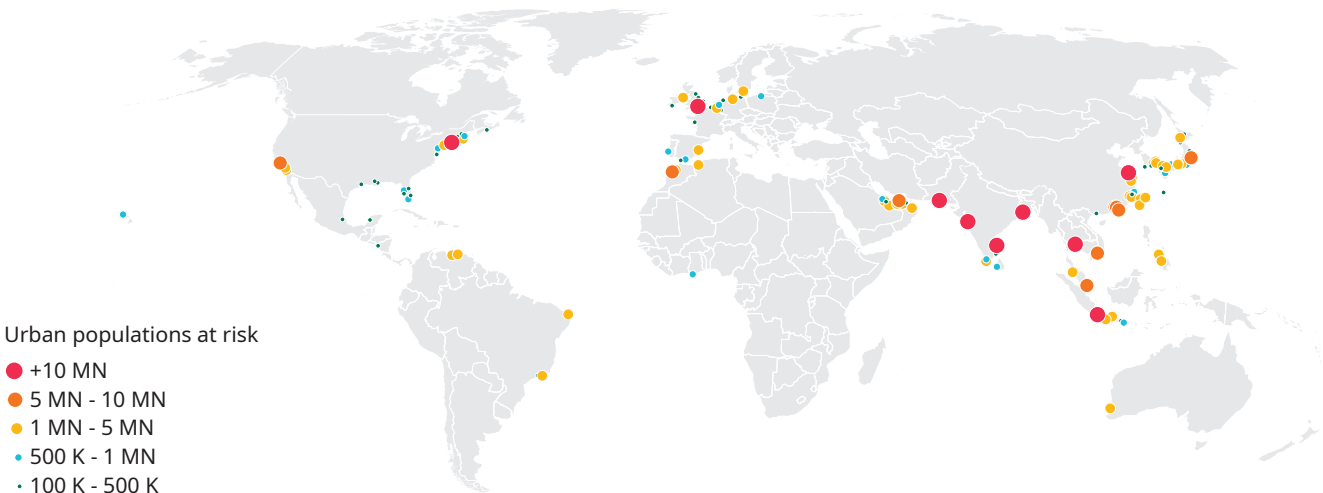 Urban populations at risk
+10 MN
5 MN - 10 MN
1 MN - 5 MN
500 K - 1 MN
100 K - 500 K